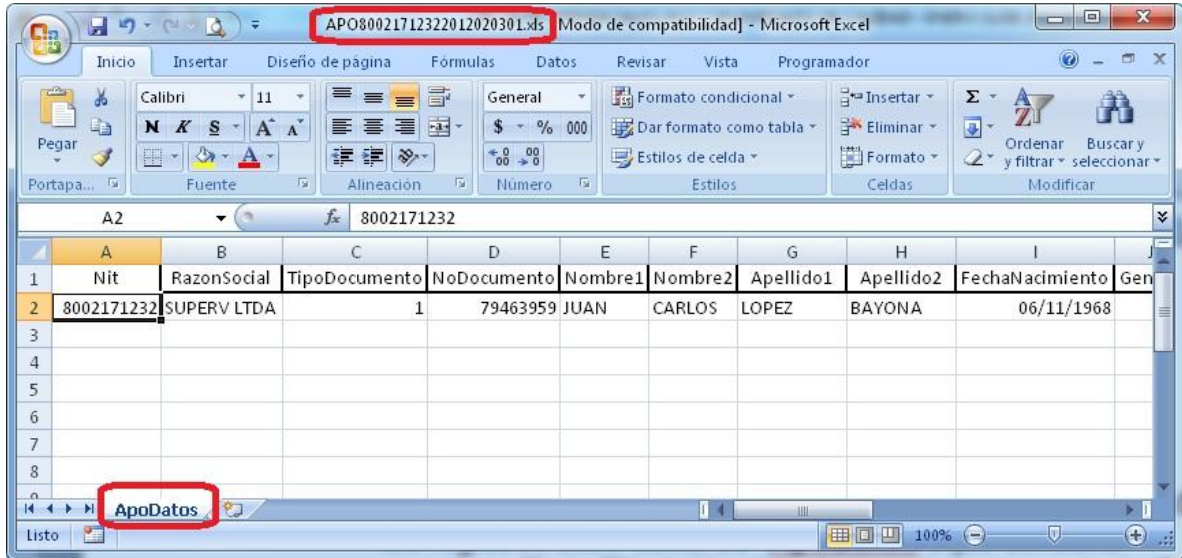 APO80021712322012020301.xls [Modo de compatibilidad] - Microsoft Excel
Inicio Insertar Diseño de página Fórmulas Datos Revisar Vista Programador
Calibri 11 General Formato condicional Insertar Σ
N K S A A $ % 000 Dar formato como tabla Eliminar
Pegar A Estilos de celda Formato Ordenar y filtrar Buscar y seleccionar
Portapa... Fuente Alineación Número Estilos Celdas Modificar
A2 fx 8002171232
A B C D E F G H I J
1 Nit RazonSocial TipoDocumento NoDocumento Nombre1 Nombre2 Apellido1 Apellido2 FechaNacimiento Gen
2 8002171232 SUPERV LTDA 1 79463959 JUAN CARLOS LOPEZ BAYONA 06/11/1968
3
4
5
6
7
8
9
ApoDatos
Listo 100%